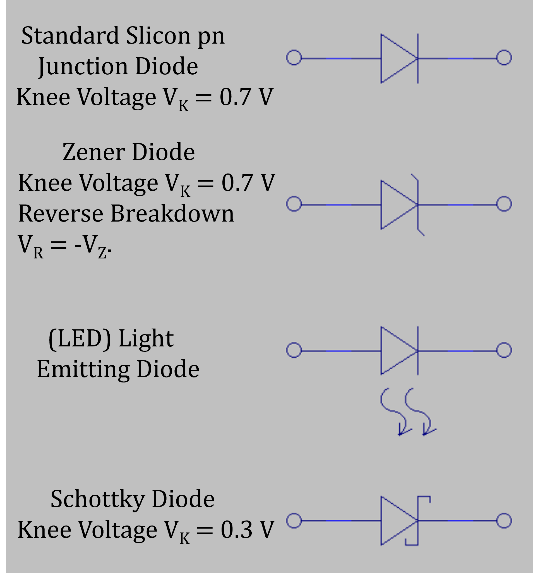 Standard Slicon pn
Junction Diode
Knee Voltage V_K = 0.7 V
Zener Diode
Knee Voltage V_K = 0.7 V
Reverse Breakdown
V_R = -V_Z.
(LED) Light
Emitting Diode
Schottky Diode
Knee Voltage V_K = 0.3 V